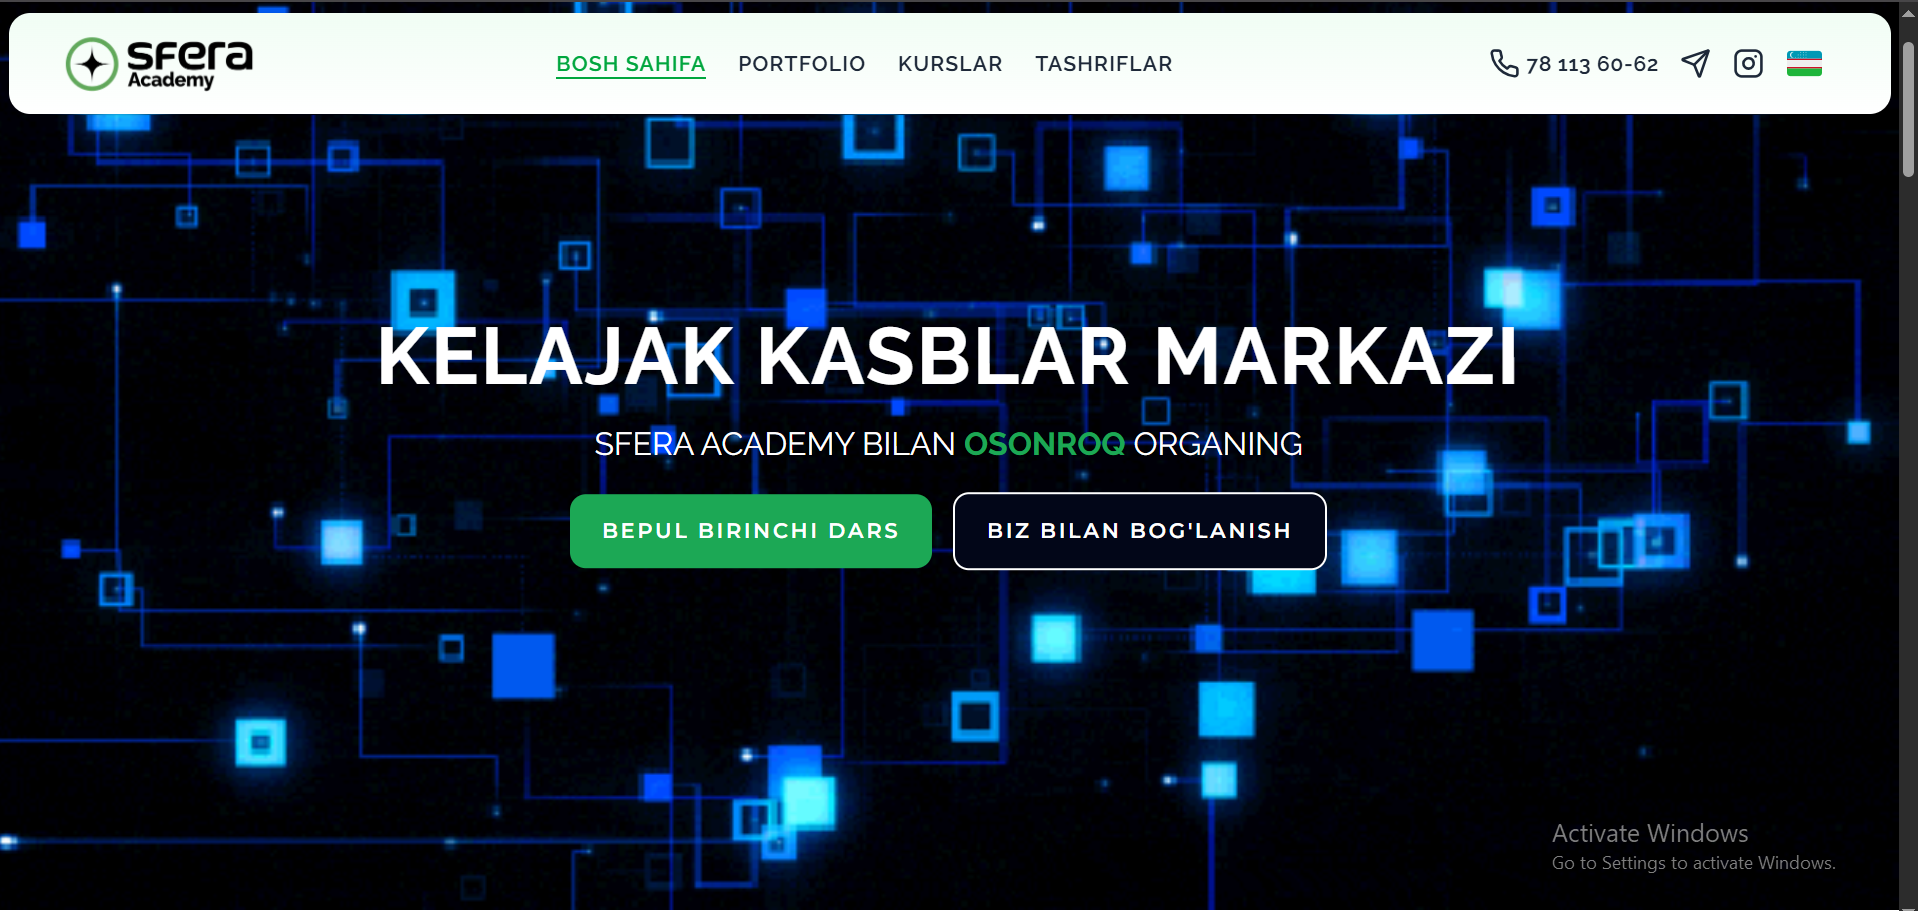 sfera
Academy
BOSH SAHIFA PORTFOLIO KURSLAR TASHRIFLAR
78 113 60-62
KELAJAK KASBLAR MARKAZI
SFERA ACADEMY BILAN OSONROQ ORGANING
BEPUL BIRINCHI DARS
BIZ BILAN BOG'LANISH
Activate Windows
Go to Settings to activate Windows.